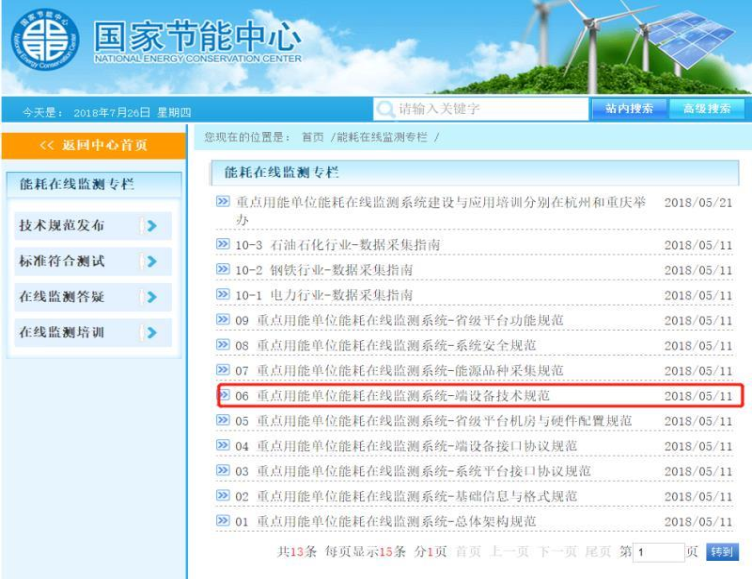 国家节能中心
NATIONAL ENERGY CONSERVATION CENTER
今天是： 2018年7月26日 星期四
请输入关键字
站内搜索
高级搜索
<< 返回中心首页
您现在的位置是： 首页 /能耗在线监测专栏 /
能耗在线监测专栏
技术规范发布
标准符合测试
在线监测答疑
在线监测培训
能耗在线监测专栏
重点用能单位能耗在线监测系统建设与应用培训分别在杭州和重庆举 2018/05/21
办
10-3 石油石化行业-数据采集指南 2018/05/11
10-2 钢铁行业-数据采集指南 2018/05/11
10-1 电力行业-数据采集指南 2018/05/11
09 重点用能单位能耗在线监测系统-省级平台功能规范 2018/05/11
08 重点用能单位能耗在线监测系统-系统安全规范 2018/05/11
07 重点用能单位能耗在线监测系统-能源品种采集规范 2018/05/11
06 重点用能单位能耗在线监测系统-端设备技术规范 2018/05/11
05 重点用能单位能耗在线监测系统-省级平台机房与硬件配置规范 2018/05/11
04 重点用能单位能耗在线监测系统-端设备接口协议规范 2018/05/11
03 重点用能单位能耗在线监测系统-系统平台接口协议规范 2018/05/11
02 重点用能单位能耗在线监测系统-基础信息与格式规范 2018/05/11
01 重点用能单位能耗在线监测系统-总体架构规范 2018/05/11
共13条 每页显示15条 分1页 首页 上一页 下一页 尾页 第 1 页 转到